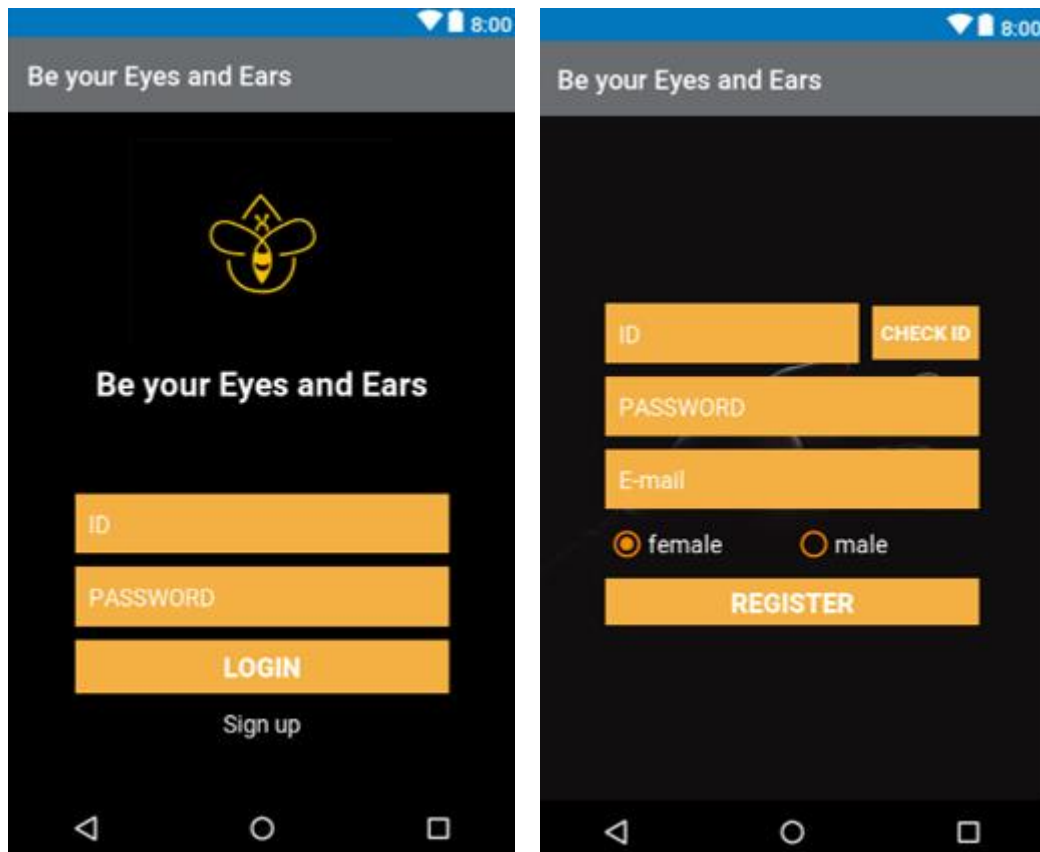 8:00
Be your Eyes and Ears
Be your Eyes and Ears
ID
PASSWORD
LOGIN
Sign up
8:00
Be your Eyes and Ears
ID
CHECK ID
PASSWORD
E-mail
female
male
REGISTER